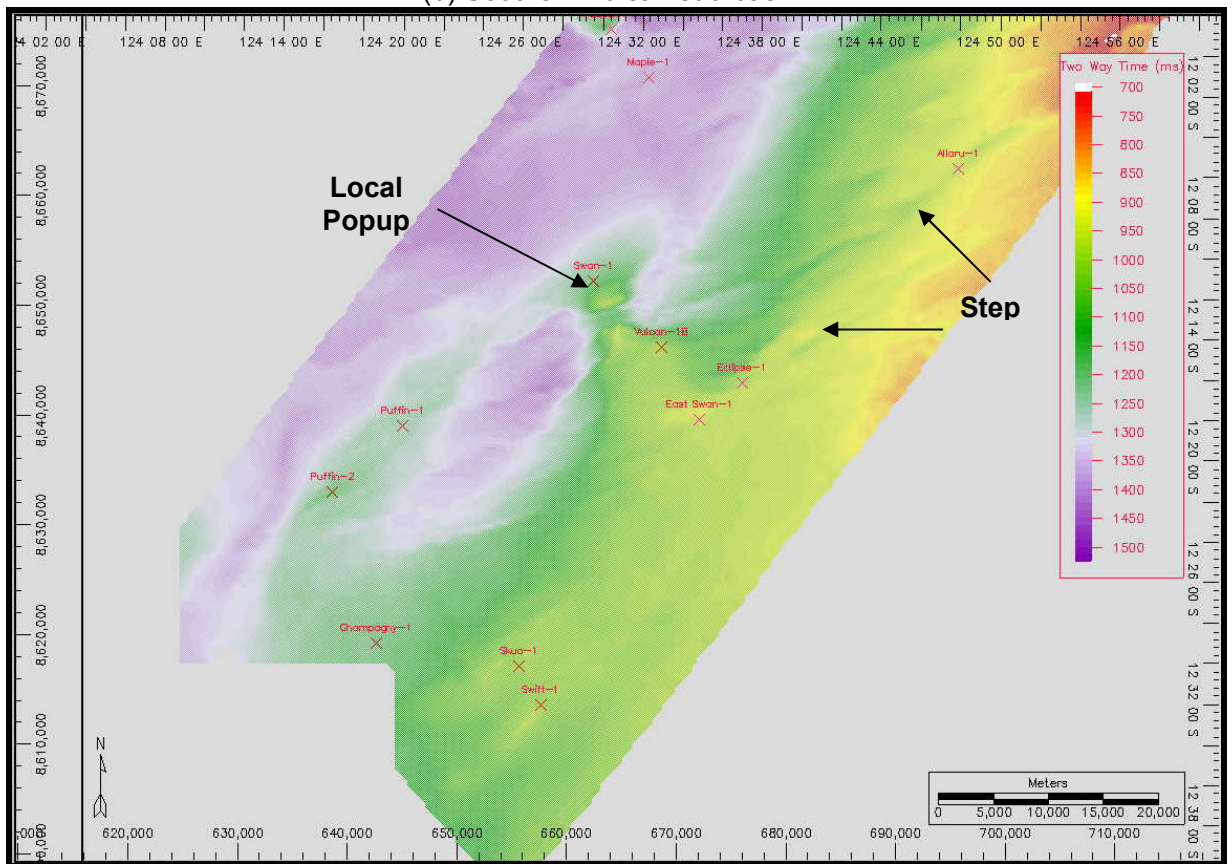 124 08 00 E
124 14 00 E
124 20 00 E
124 26 00 E
124 32 00 E
124 38 00 E
124 44 00 E
124 50 00 E
124 56 00 E
8,670,000
8,660,000
8,650,000
8,640,000
8,630,000
8,620,000
8,610,000
Maple-1
Allaru-1
Local
Popup
Swan-1
Step
Vulcan-1B
Eclipse-1
East Swan-1
Puffin-1
Puffin-2
Champagny-1
Skua-1
Swift-1
Two Way Time (ms)
700
750
800
850
900
950
1000
1050
1100
1150
1200
1250
1300
1350
1400
1450
1500
12 02 00 S
12 08 00 S
12 14 00 S
12 20 00 S
12 26 00 S
12 32 00 S
12 38 00 S
N
Meters
0 5,000 10,000 15,000 20,000
620,000 630,000 640,000 650,000 660,000 670,000 680,000 690,000 700,000 710,000